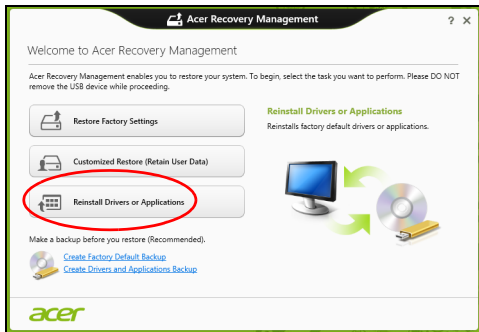 Acer Recovery Management
? ×
Welcome to Acer Recovery Management
Acer Recovery Management enables you to restore your system. To begin, select the task you want to perform. Please DO NOT
remove the USB device while proceeding.
Restore Factory Settings
Customized Restore (Retain User Data)
Reinstall Drivers or Applications
Reinstall Drivers or Applications
Reinstalls factory default drivers or applications.
Make a backup before you restore (Recommended).
Create Factory Default Backup
Create Drivers and Applications Backup
acer